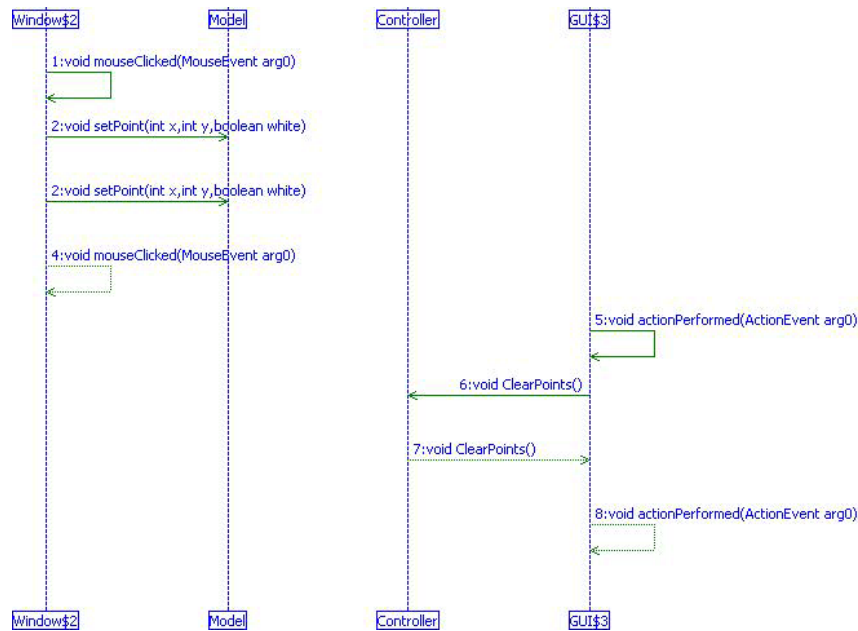 Window$2 Model Controller GUI$3
1:void mouseClicked(MouseEvent arg0)
2:void setPoint(int x,int y,boolean white)
2:void setPoint(int x,int y,boolean white)
4:void mouseClicked(MouseEvent arg0)
5:void actionPerformed(ActionEvent arg0)
6:void ClearPoints()
7:void ClearPoints()
8:void actionPerformed(ActionEvent arg0)
Window$2 Model Controller GUI$3